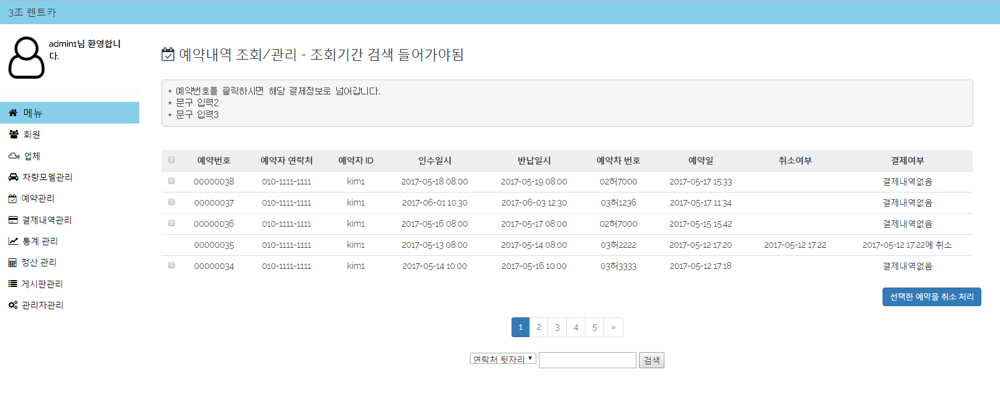 3조 렌트카
admin1님 환영합니
다.
메뉴
회원
업체
차량모델관리
예약관리
결제내역관리
통계 관리
정산 관리
게시판관리
관리자관리
예약내역 조회/관리 - 조회기간 검색 들어가야됨
* 예약번호를 클릭하시면 해당 결제정보로 넘어갑니다.
* 문구 입력2
* 문구 입력3
예약번호 예약자 연락처 예약자 ID 인수일시 반납일시 예약차 번호 예약일 취소여부 결제여부
00000038 010-1111-1111 kim1 2017-05-18 08:00 2017-05-19 08:00 02허7000 2017-05-17 15:33 결제내역없음
00000037 010-1111-1111 kim1 2017-06-01 10:30 2017-06-03 12:30 03허1236 2017-05-17 11:34 결제내역없음
00000036 010-1111-1111 kim1 2017-05-16 08:00 2017-05-17 08:00 02허7000 2017-05-15 15:42 결제내역없음
00000035 010-1111-1111 kim1 2017-05-13 08:00 2017-05-14 08:00 03허2222 2017-05-12 17:20 2017-05-12 17:22 2017-05-12 17:22에 취소
00000034 010-1111-1111 kim1 2017-05-14 10:00 2017-05-16 10:00 03허3333 2017-05-12 17:18 결제내역없음
선택한 예약을 취소 처리
1 2 3 4 5 »
연락처 뒷자리 검색